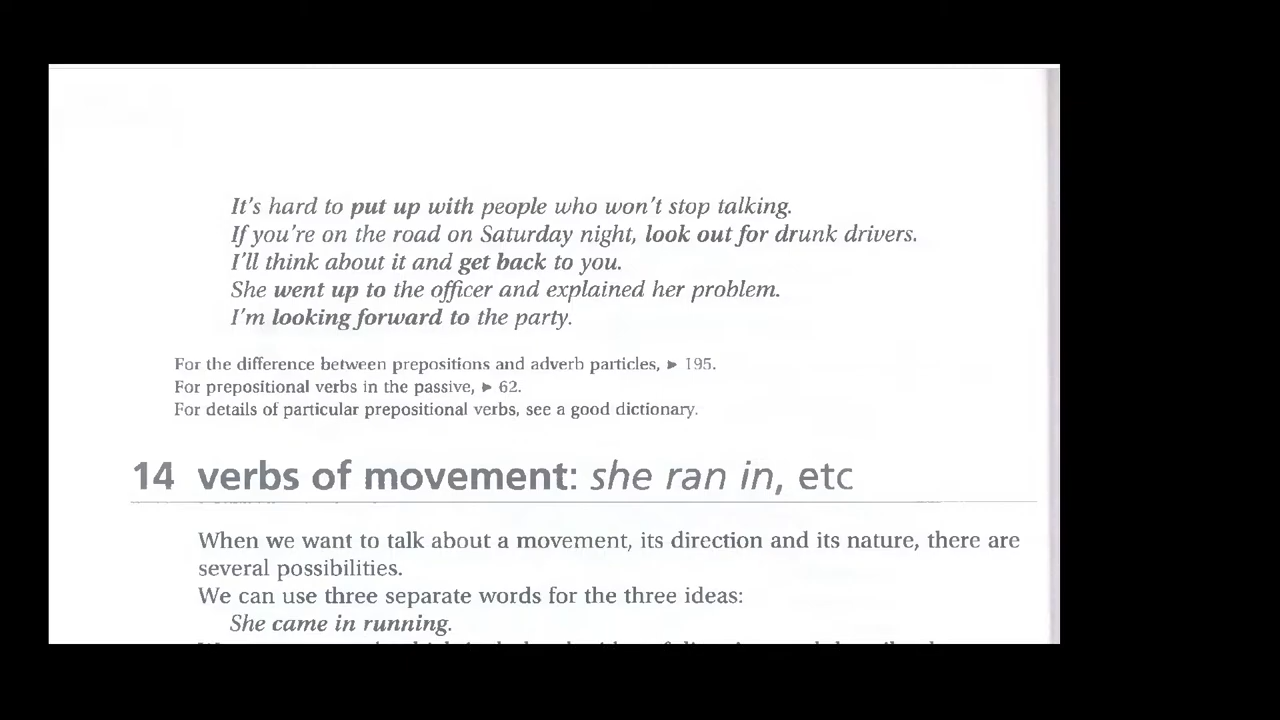 It's hard to put up with people who won't stop talking.
If you're on the road on Saturday night, look out for drunk drivers.
I'll think about it and get back to you.
She went up to the officer and explained her problem.
I'm looking forward to the party.
For the difference between prepositions and adverb particles, ► 195.
For prepositional verbs in the passive, ► 62.
For details of particular prepositional verbs, see a good dictionary.
14 verbs of movement: she ran in, etc
When we want to talk about a movement, its direction and its nature, there are
several possibilities.
We can use three separate words for the three ideas:
She came in running.